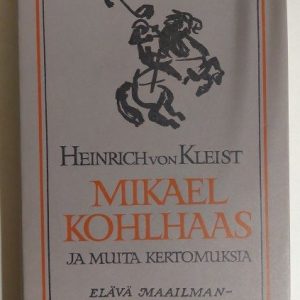 HEINRICH VON KLEIST
MIKAEL
KOHLHAAS
JA MUITA KERTOMUKSIA
ELÄVÄ MAAILMAN-